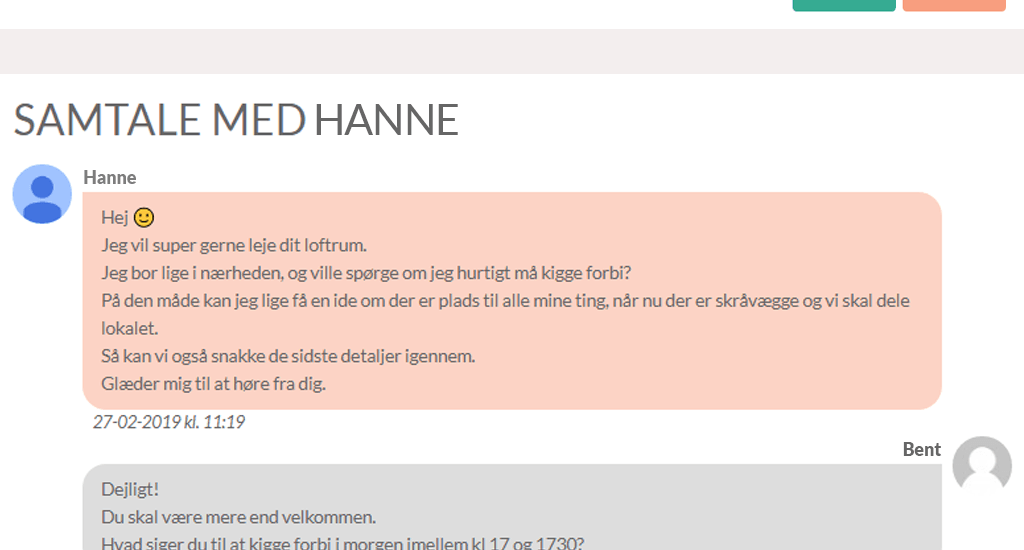 SAMTALE MED HANNE
Hanne
Hej 🙂
Jeg vil super gerne leje dit loftrum.
Jeg bor lige i nærheden, og ville spørge om jeg hurtigt må kigge forbi?
På den måde kan jeg lige få en ide om der er plads til alle mine ting, når nu der er skråvægge og vi skal dele
lokalet.
Så kan vi også snakke de sidste detaljer igennem.
Glæder mig til at høre fra dig.
27-02-2019 kl. 11:19
Bent
Dejligt!
Du skal være mere end velkommen.
Hvad siger du til at kigge forbi i morgen imellem kl 17 og 1730?